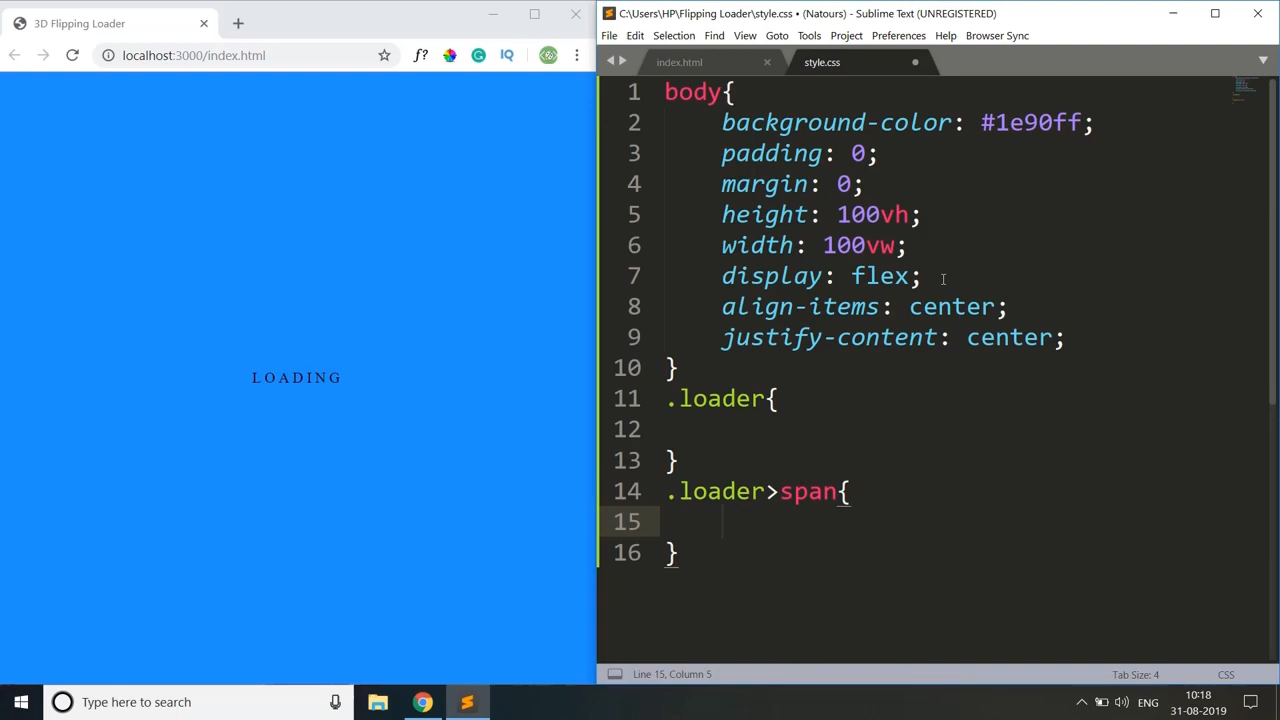 3D Flipping Loader
localhost:3000/index.html
f?
IQ
LOADING
C:\Users\HP\Flipping Loader\style.css • (Natours) - Sublime Text (UNREGISTERED)
File Edit Selection Find View Goto Tools Project Preferences Help Browser Sync
index.html
style.css
1 body{
2 background-color: #1e90ff;
3 padding: 0;
4 margin: 0;
5 height: 100vh;
6 width: 100vw;
7 display: flex;
8 align-items: center;
9 justify-content: center;
10 }
11 .loader{
12
13 }
14 .loader>span{
15
16 }
Line 15, Column 5
Tab Size: 4
CSS
Type here to search
ENG
10:18
31-08-2019